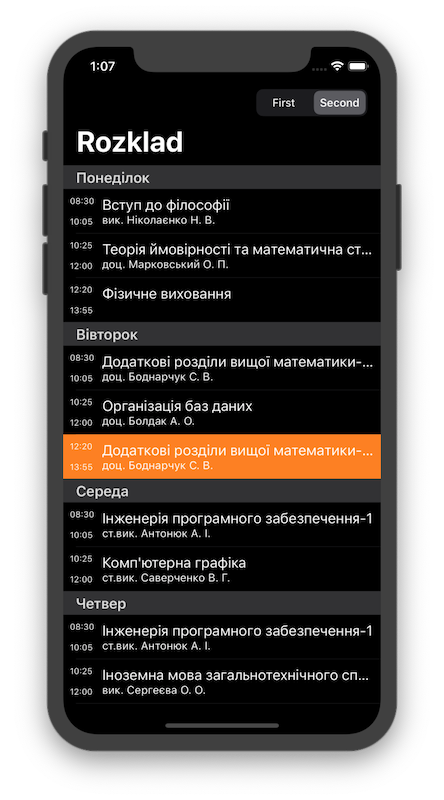 1:07
First Second
Rozklad
Понеділок
08:30 Вступ до філософії
10:05 вик. Ніколаєнко Н. В.
10:25 Теорія ймовірності та математична ст...
12:00 доц. Марковський О. П.
12:20 Фізичне виховання
13:55
Вівторок
08:30 Додаткові розділи вищої математики-...
10:05 доц. Боднарчук С. В.
10:25 Організація баз даних
12:00 доц. Болдак А. О.
12:20 Додаткові розділи вищої математики-...
13:55 доц. Боднарчук С. В.
Середа
08:30 Інженерія програмного забезпечення-1
10:05 ст.вик. Антонюк А. І.
10:25 Комп'ютерна графіка
12:00 ст.вик. Саверченко В. Г.
Четвер
08:30 Інженерія програмного забезпечення-1
10:05 ст.вик. Антонюк А. І.
10:25 Іноземна мова загальнотехнічного сп...
12:00 вик. Сергеєва О. О.